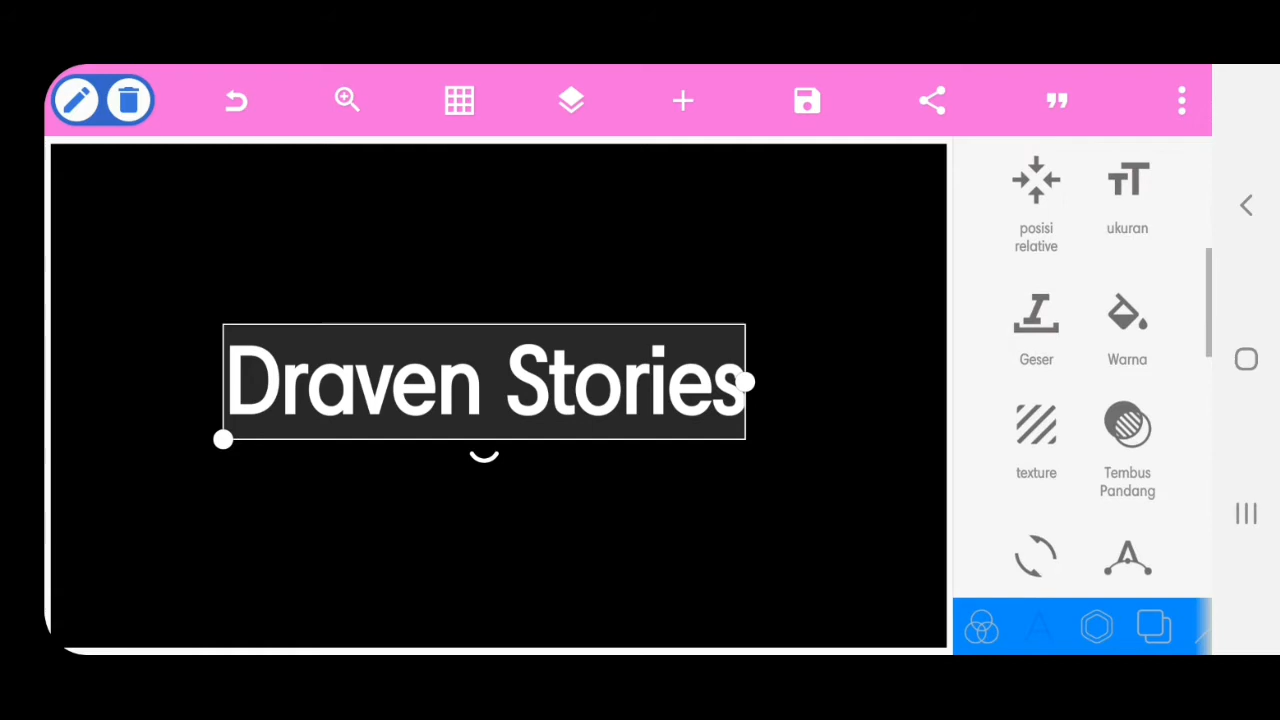 Draven Stories
posisi
relative
ukuran
Geser
Warna
texture
Tembus
Pandang